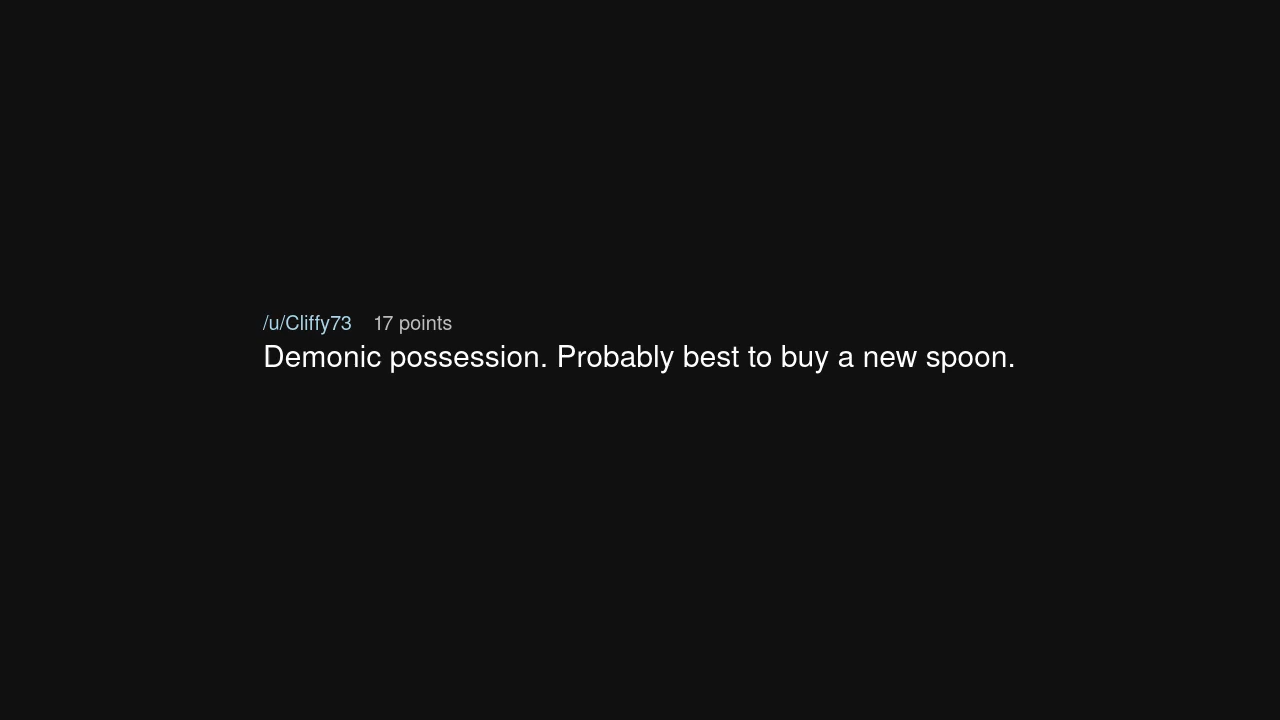 /u/Cliffy73 17 points
Demonic possession. Probably best to buy a new spoon.